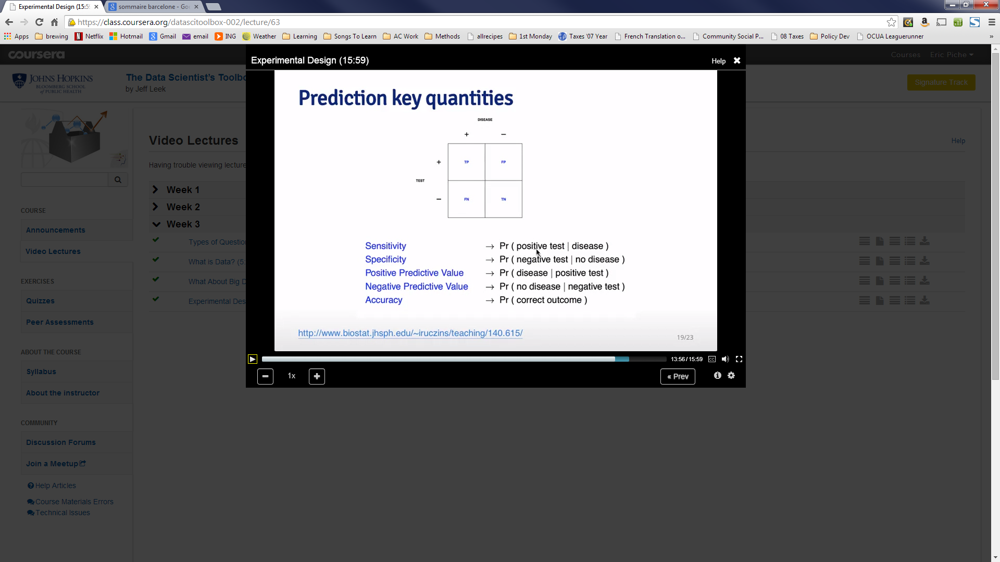 Experimental Design (15:5
sommaire barcelone - Go
https://class.coursera.org/datascitoolbox-002/lecture/63
Apps brewing Netflix Hotmail Gmail email ING Weather Learning Songs To Learn AC Work Methods allrecipes 1st Monday Taxes '07 Year French Translation o... Community Social P... 08 Taxes Policy Dev OCUA Leaguerunner »
coursera
Courses Eric Piche
Experimental Design (15:59)
Help
JOHNS HOPKINS
BLOOMBERG SCHOOL
of PUBLIC HEALTH
The Data Scientist's Toolbo
by Jeff Leek
Signature Track
Video Lectures
Help
Having trouble viewing lecture
Week 1
Week 2
Week 3
Types of Questio
What is Data? (5:
What About Big D
Experimental Des
COURSE
Announcements
Video Lectures
EXERCISES
Quizzes
Peer Assessments
ABOUT THE COURSE
Syllabus
About the instructor
COMMUNITY
Discussion Forums
Join a Meetup
Help Articles
Course Materials Errors
Technical Issues
Prediction key quantities
DISEASE
+ −
+ TP FP
TEST
− FN TN
Sensitivity → Pr ( positive test | disease )
Specificity → Pr ( negative test | no disease )
Positive Predictive Value → Pr ( disease | positive test )
Negative Predictive Value → Pr ( no disease | negative test )
Accuracy → Pr ( correct outcome )
http://www.biostat.jhsph.edu/~iruczins/teaching/140.615/
19/23
13:56 / 15:59 CC
− 1x + « Prev